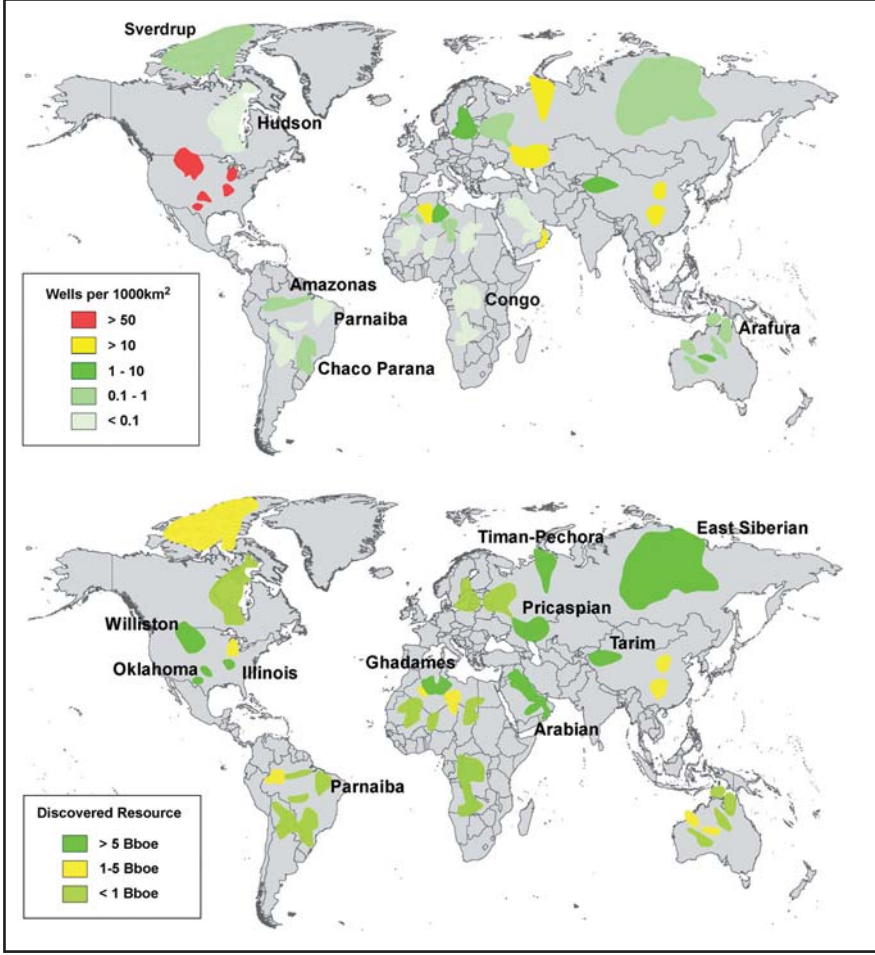 Sverdrup
Hudson
Amazonas
Parnaiba
Congo
Chaco Parana
Arafura
Wells per 1000km²
> 50
> 10
1 - 10
0.1 - 1
< 0.1
Timan-Pechora
East Siberian
Williston
Pricaspian
Tarim
Oklahoma
Illinois
Ghadames
Arabian
Parnaiba
Discovered Resource
> 5 Bboe
1-5 Bboe
< 1 Bboe